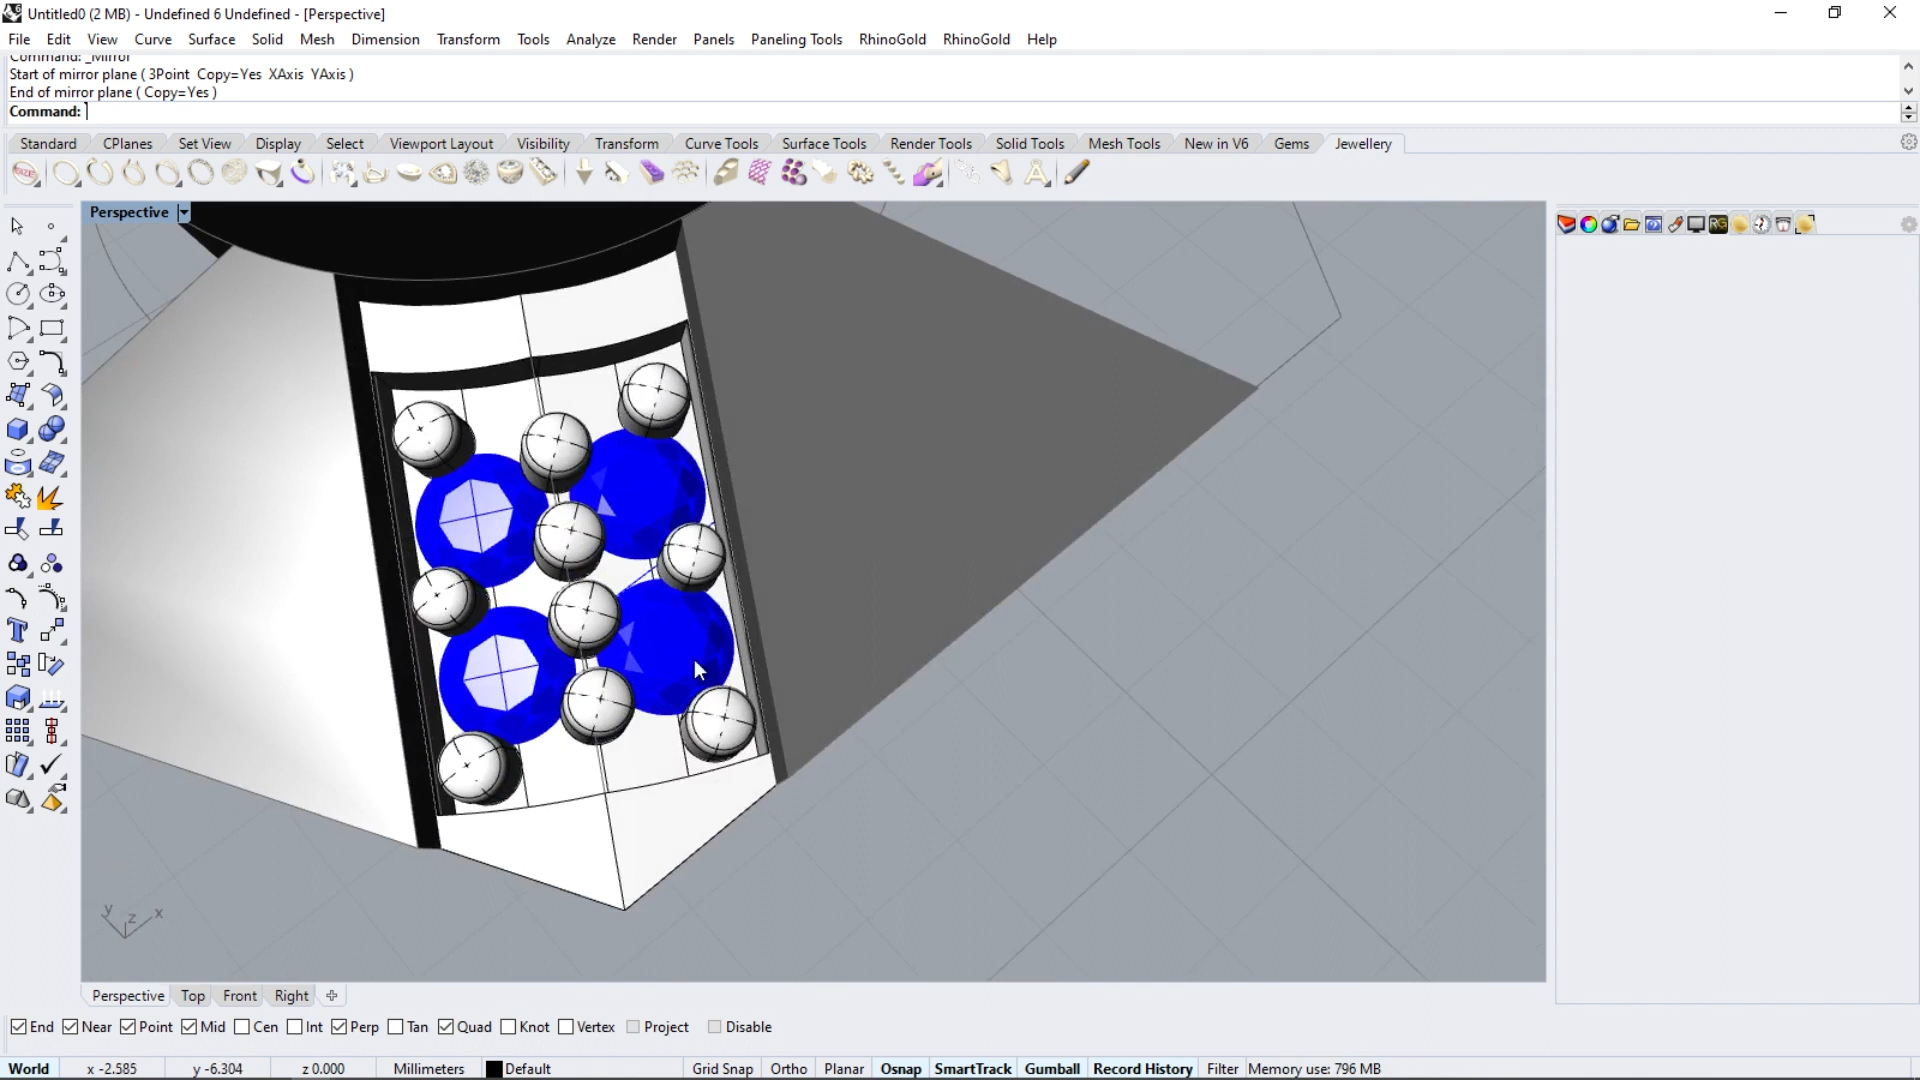 Untitled0 (2 MB) - Undefined 6 Undefined - [Perspective]
File Edit View Curve Surface Solid Mesh Dimension Transform Tools Analyze Render Panels Paneling Tools RhinoGold RhinoGold Help
Command: _Mirror
Start of mirror plane ( 3Point Copy=Yes XAxis YAxis )
End of mirror plane ( Copy=Yes )
Command:
Standard CPlanes Set View Display Select Viewport Layout Visibility Transform Curve Tools Surface Tools Render Tools Solid Tools Mesh Tools New in V6 Gems Jewellery
Perspective
y z x
Perspective Top Front Right
End Near Point Mid Cen Int Perp Tan Quad Knot Vertex Project Disable
World x -2.585 y -6.304 z 0.000 Millimeters Default Grid Snap Ortho Planar Osnap SmartTrack Gumball Record History Filter Memory use: 796 MB